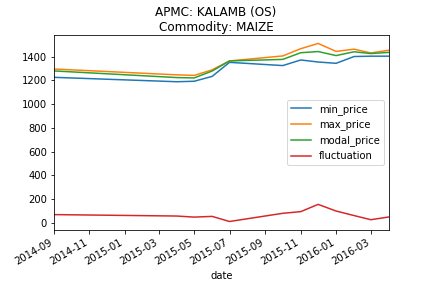 APMC: KALAMB (OS)
Commodity: MAIZE
1400
1200
1000
800
600
400
200
0
min_price
max_price
modal_price
fluctuation
2014-09
2014-11
2015-01
2015-03
2015-05
2015-07
2015-09
2015-11
2016-01
2016-03
date